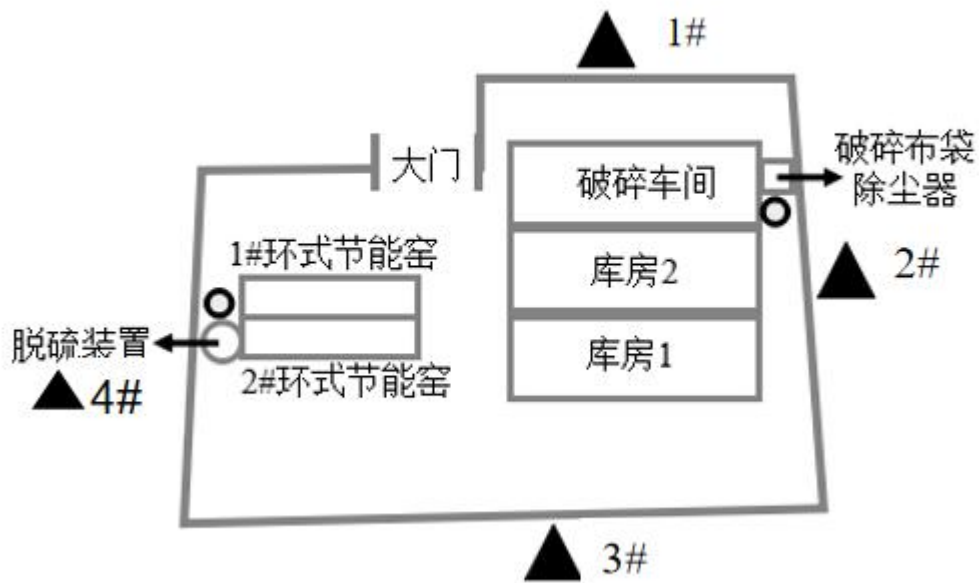 1#
大门
破碎车间
破碎布袋
除尘器
1#环式节能窑
库房2
2#
脱硫装置
库房1
4#
2#环式节能窑
3#